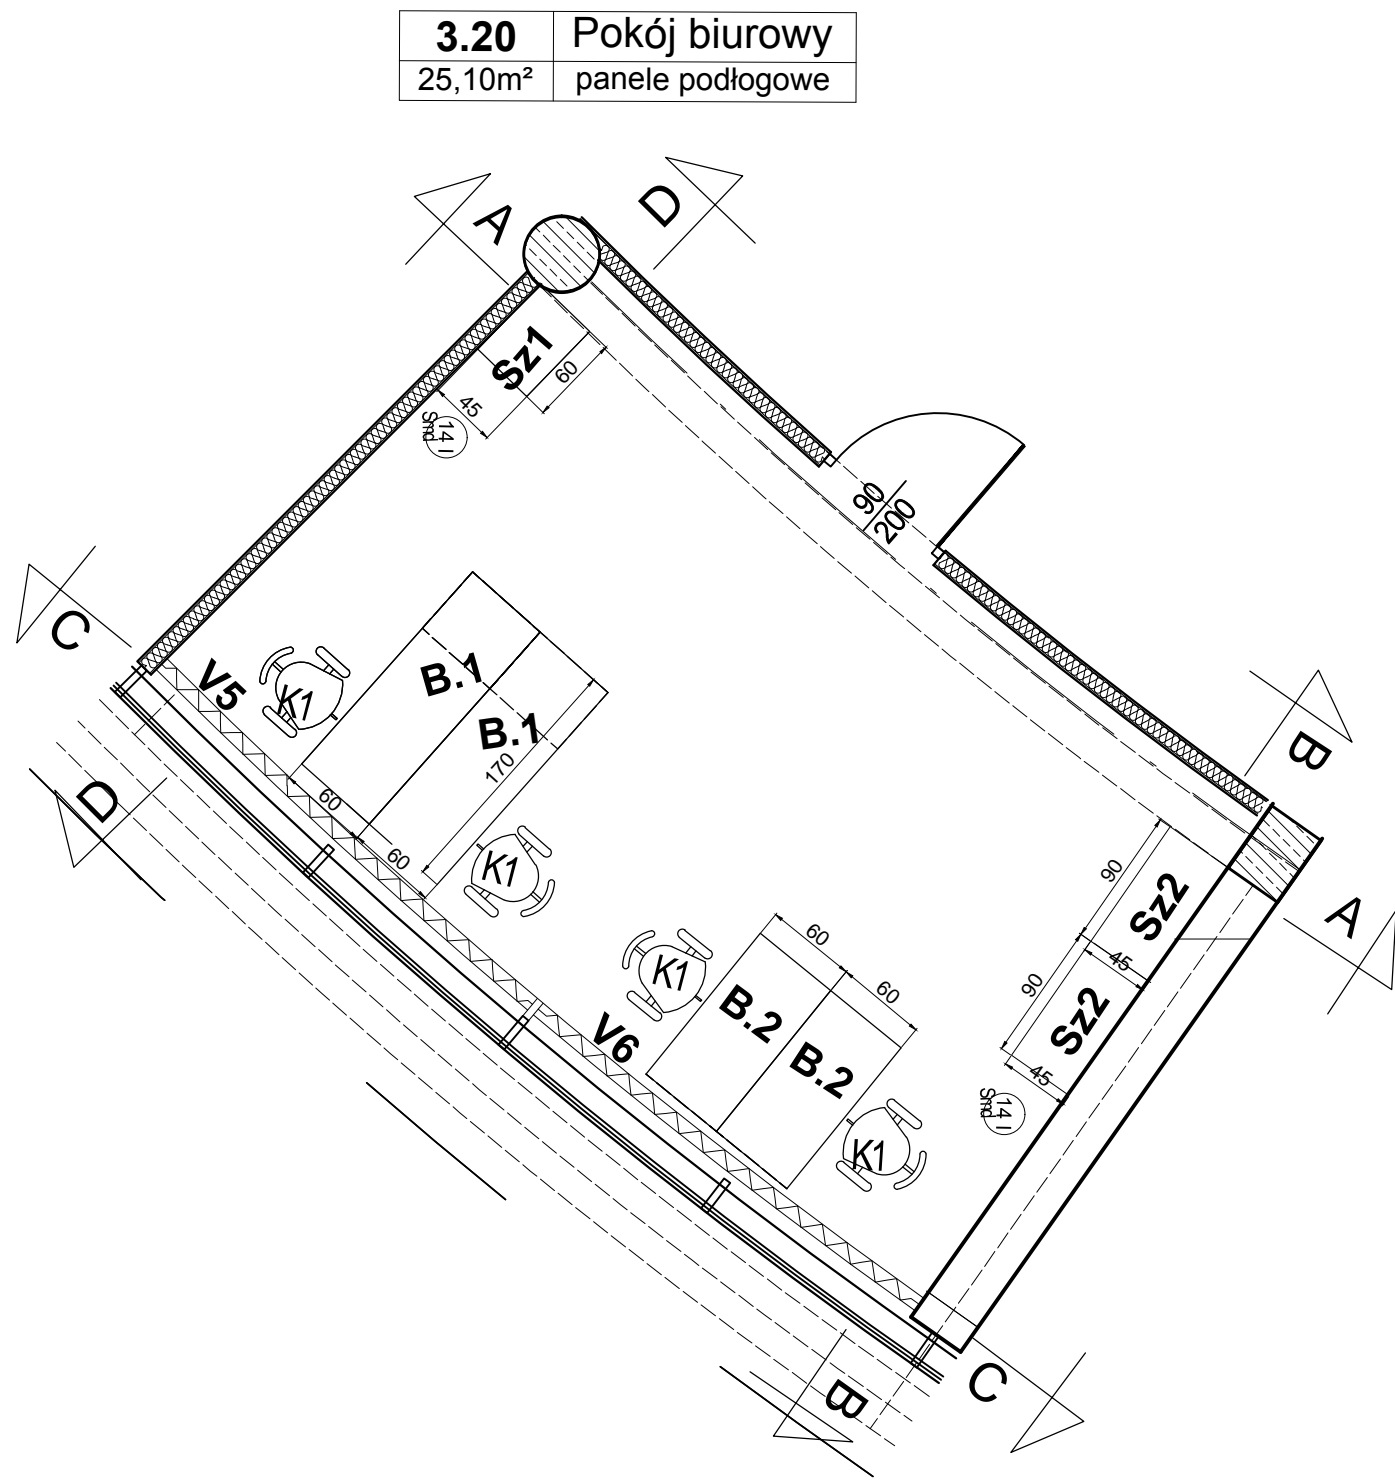 3.20 Pokój biurowy
25,10m² panele podłogowe
A
D
Sz1
60
45
14 l
Smd
90
200
C
V5
K1
B.1
B.1
170
D
60
60
K1
B
90
Sz2
A
60
60
K1
B.2
B.2
V6
45
90
Sz2
45
14 l
Smd
K1
B
C